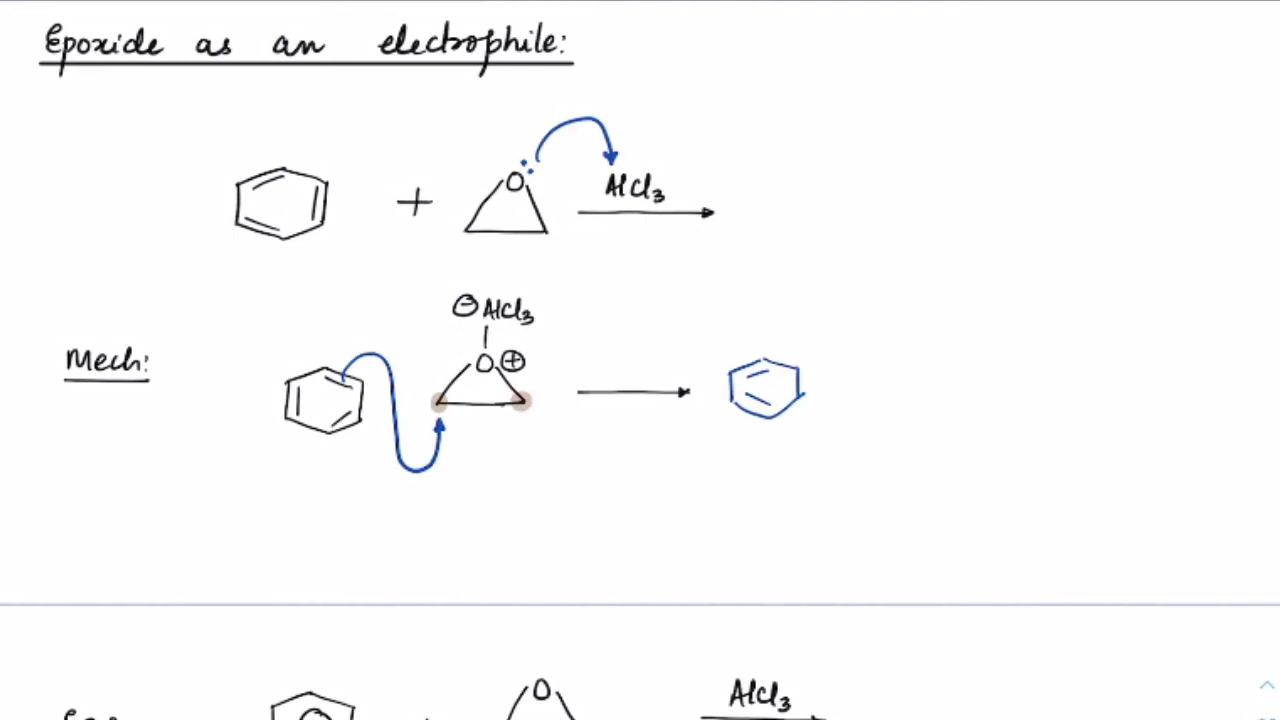 Epoxide as an electrophile:
+ O AlCl3
⊖AlCl3
Mech: O⊕
O AlCl3